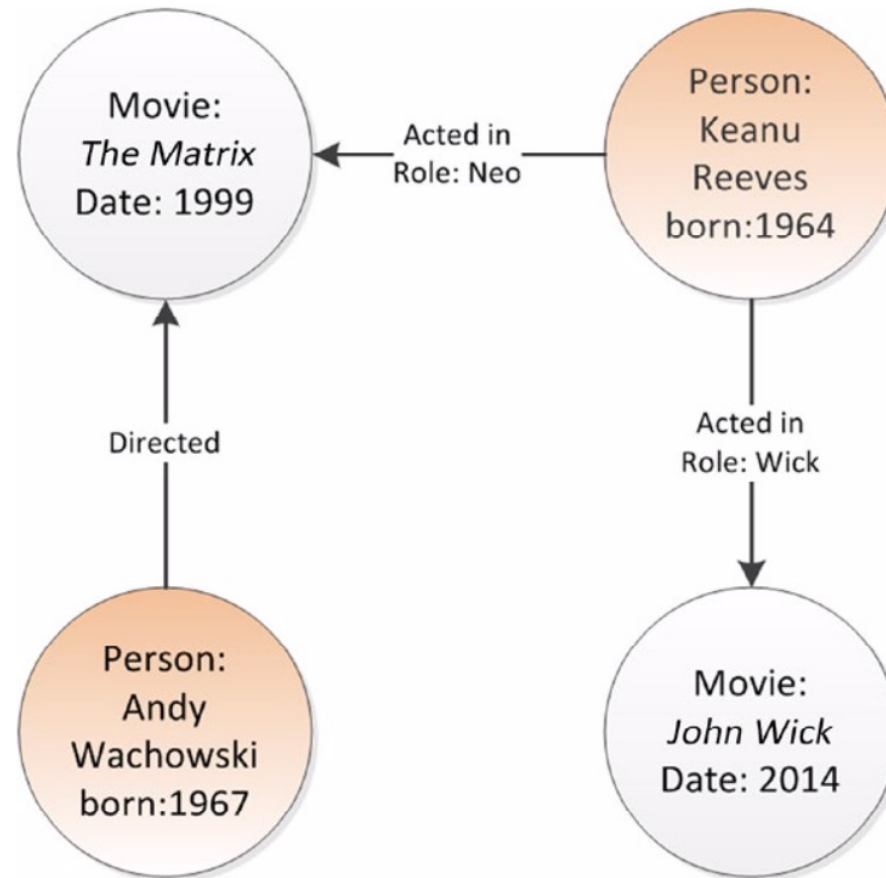 Movie:
The Matrix
Date: 1999
Acted in
Role: Neo
Person:
Keanu
Reeves
born:1964
Directed
Acted in
Role: Wick
Person:
Andy
Wachowski
born:1967
Movie:
John Wick
Date: 2014